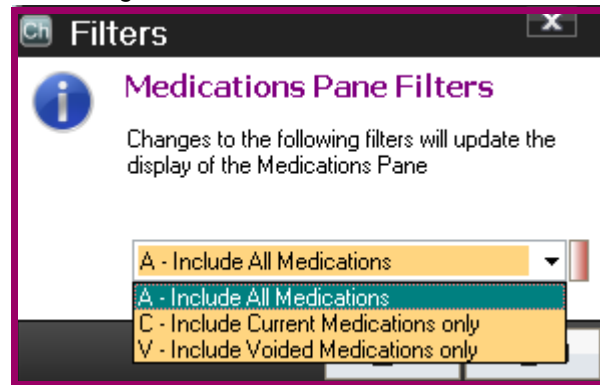 Ch Filters
X
Medications Pane Filters
Changes to the following filters will update the
display of the Medications Pane
A - Include All Medications
A - Include All Medications
C - Include Current Medications only
V - Include Voided Medications only